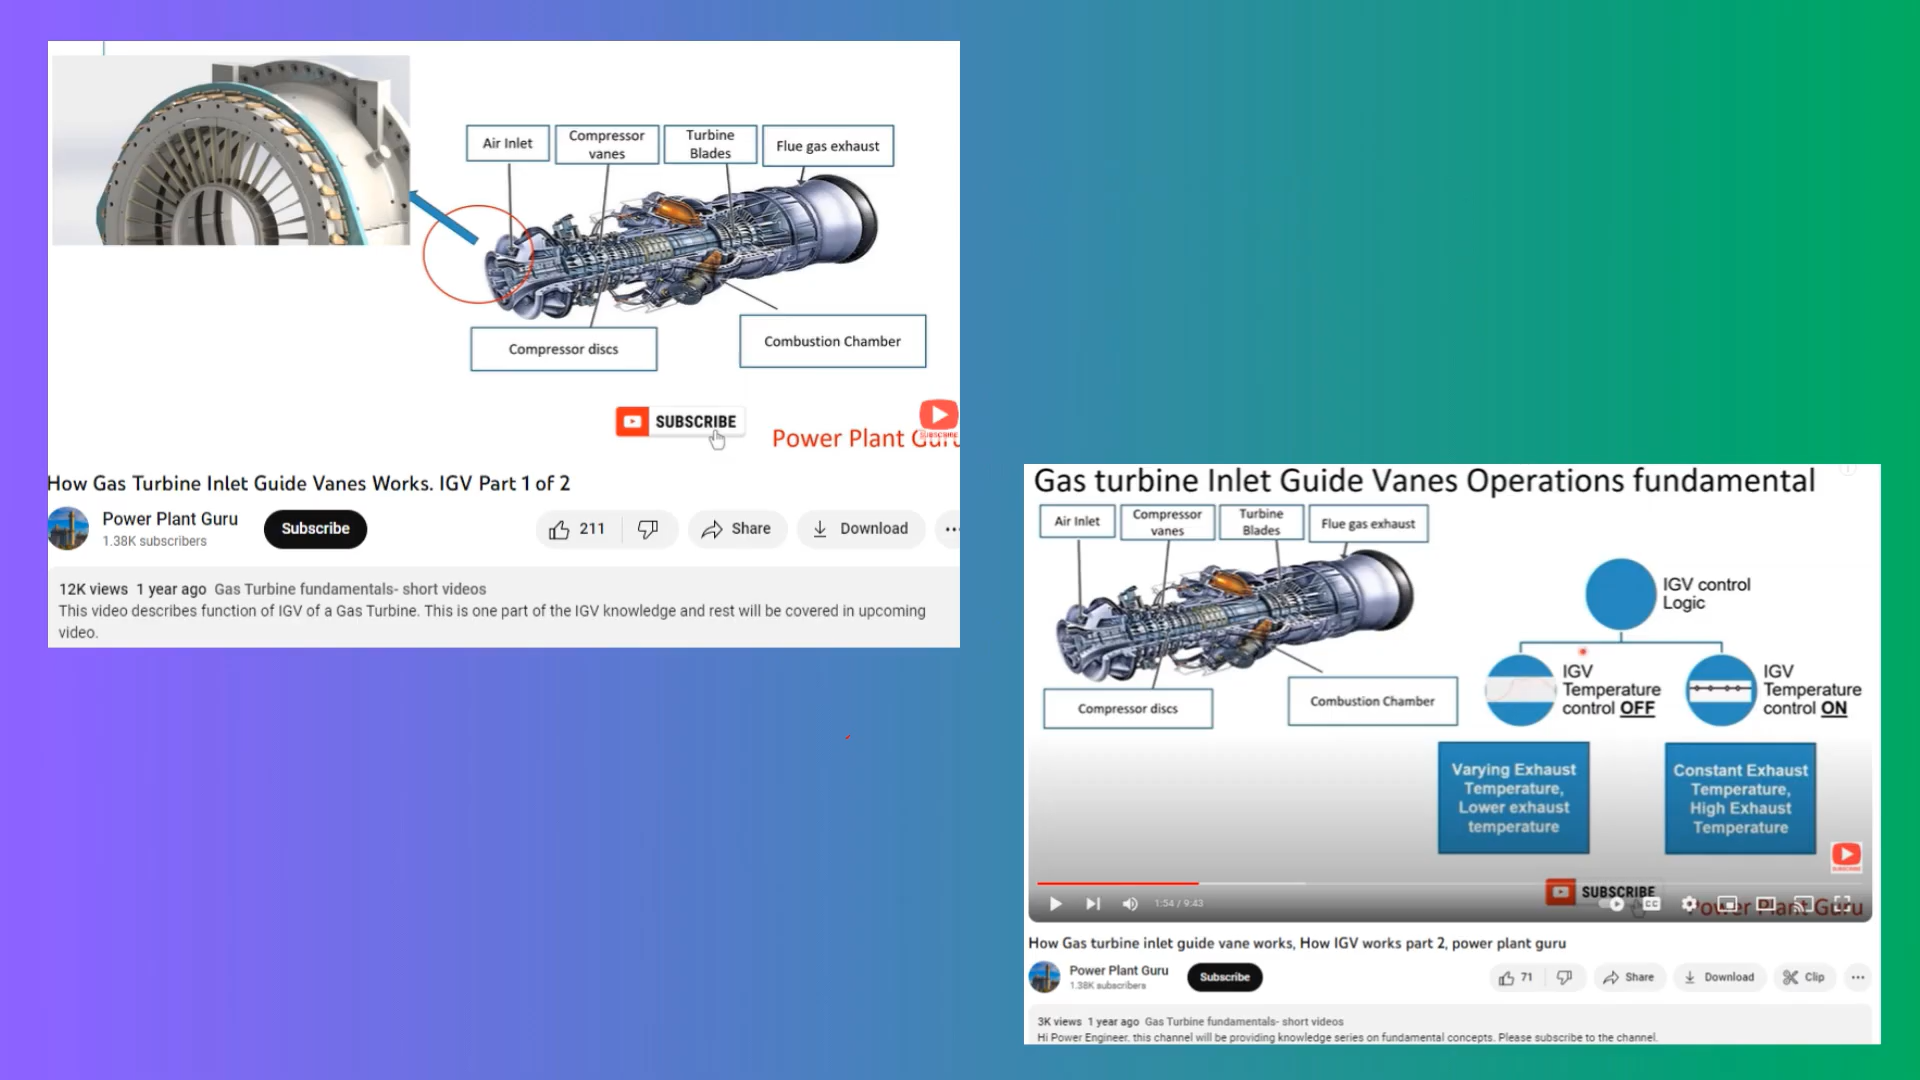 Air Inlet
Compressor
vanes
Turbine
Blades
Flue gas exhaust
Compressor discs
Combustion Chamber
SUBSCRIBE
Power Plant Guru
SUBSCRIBE
How Gas Turbine Inlet Guide Vanes Works. IGV Part 1 of 2
Power Plant Guru
1.38K subscribers
Subscribe
211
Share
Download
12K views 1 year ago Gas Turbine fundamentals- short videos
This video describes function of IGV of a Gas Turbine. This is one part of the IGV knowledge and rest will be covered in upcoming
video.
Gas turbine Inlet Guide Vanes Operations fundamental
Air Inlet
Compressor
vanes
Turbine
Blades
Flue gas exhaust
Compressor discs
Combustion Chamber
IGV control
Logic
IGV
Temperature
control OFF
IGV
Temperature
control ON
Varying Exhaust
Temperature,
Lower exhaust
temperature
Constant Exhaust
Temperature,
High Exhaust
Temperature
SUBSCRIBE
SUBSCRIBE
Power Plant Guru
1:54 / 9:43
CC
How Gas turbine inlet guide vane works, How IGV works part 2, power plant guru
Power Plant Guru
1.38K subscribers
Subscribe
71
Share
Download
Clip
3K views 1 year ago Gas Turbine fundamentals- short videos
Hi Power Engineer. this channel will be providing knowledge series on fundamental concepts. Please subscribe to the channel.